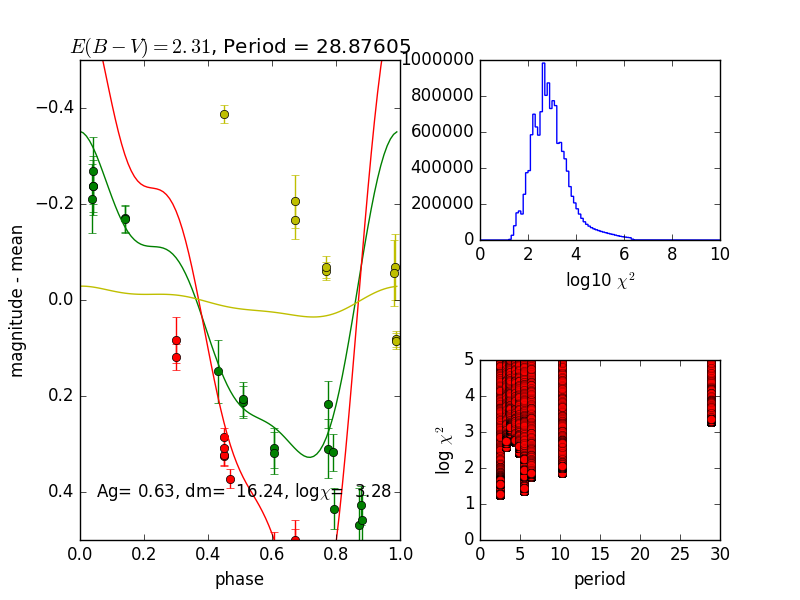 E(B − V) = 2.31, Period = 28.87605
−0.4
−0.2
0.0
0.2
0.4
magnitude - mean
Ag= 0.63, dm= 16.24, logχ= 3.28
0.0 0.2 0.4 0.6 0.8 1.0
phase
1000000
800000
600000
400000
200000
0
0 2 4 6 8 10
log10 χ²
5
4
3
2
1
0
log χ²
0 5 10 15 20 25 30
period